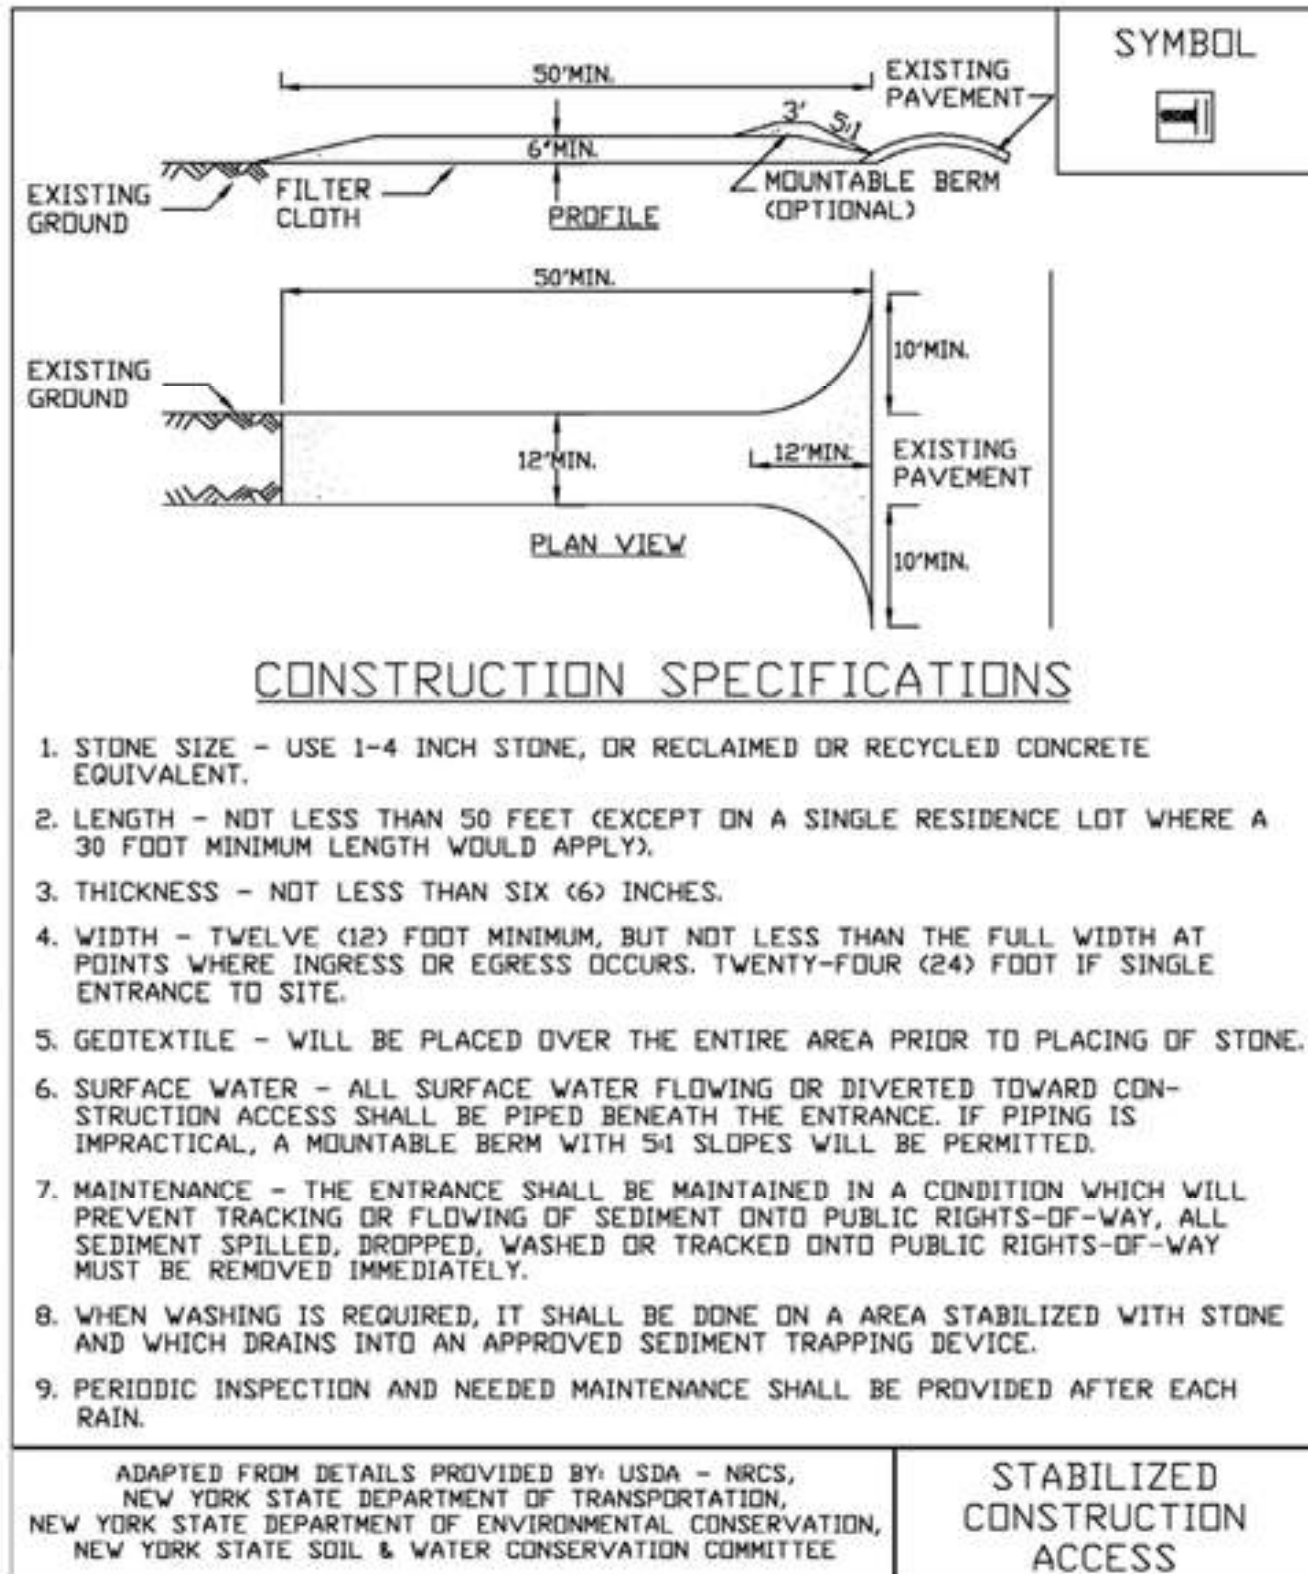 SYMBOL
50'MIN.
EXISTING
PAVEMENT
3'
5:1
6"MIN.
EXISTING
GROUND
FILTER
CLOTH
PROFILE
MOUNTABLE BERM
(OPTIONAL)
50'MIN.
10'MIN.
EXISTING
GROUND
12'MIN.
12'MIN.
EXISTING
PAVEMENT
PLAN VIEW
10'MIN.
CONSTRUCTION SPECIFICATIONS
1. STONE SIZE - USE 1-4 INCH STONE, OR RECLAIMED OR RECYCLED CONCRETE
EQUIVALENT.
2. LENGTH - NOT LESS THAN 50 FEET (EXCEPT ON A SINGLE RESIDENCE LOT WHERE A
30 FOOT MINIMUM LENGTH WOULD APPLY).
3. THICKNESS - NOT LESS THAN SIX (6) INCHES.
4. WIDTH - TWELVE (12) FOOT MINIMUM, BUT NOT LESS THAN THE FULL WIDTH AT
POINTS WHERE INGRESS OR EGRESS OCCURS. TWENTY-FOUR (24) FOOT IF SINGLE
ENTRANCE TO SITE.
5. GEOTEXTILE - WILL BE PLACED OVER THE ENTIRE AREA PRIOR TO PLACING OF STONE.
6. SURFACE WATER - ALL SURFACE WATER FLOWING OR DIVERTED TOWARD CON-
STRUCTION ACCESS SHALL BE PIPED BENEATH THE ENTRANCE. IF PIPING IS
IMPRACTICAL, A MOUNTABLE BERM WITH 5:1 SLOPES WILL BE PERMITTED.
7. MAINTENANCE - THE ENTRANCE SHALL BE MAINTAINED IN A CONDITION WHICH WILL
PREVENT TRACKING OR FLOWING OF SEDIMENT ONTO PUBLIC RIGHTS-OF-WAY, ALL
SEDIMENT SPILLED, DROPPED, WASHED OR TRACKED ONTO PUBLIC RIGHTS-OF-WAY
MUST BE REMOVED IMMEDIATELY.
8. WHEN WASHING IS REQUIRED, IT SHALL BE DONE ON A AREA STABILIZED WITH STONE
AND WHICH DRAINS INTO AN APPROVED SEDIMENT TRAPPING DEVICE.
9. PERIODIC INSPECTION AND NEEDED MAINTENANCE SHALL BE PROVIDED AFTER EACH
RAIN.
ADAPTED FROM DETAILS PROVIDED BY: USDA - NRCS,
NEW YORK STATE DEPARTMENT OF TRANSPORTATION,
NEW YORK STATE DEPARTMENT OF ENVIRONMENTAL CONSERVATION,
NEW YORK STATE SOIL & WATER CONSERVATION COMMITTEE
STABILIZED
CONSTRUCTION
ACCESS